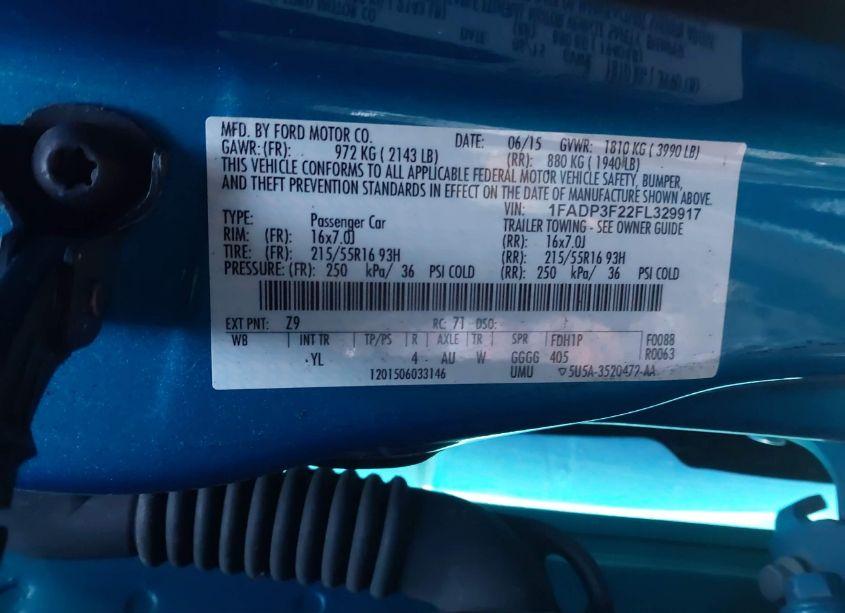 MFD. BY FORD MOTOR CO.
DATE: 06/15 GVWR: 1810 KG ( 3990 LB)
GAWR:(FR): 972 KG ( 2143 LB) (RR): 880 KG ( 1940 LB)
THIS VEHICLE CONFORMS TO ALL APPLICABLE FEDERAL MOTOR VEHICLE SAFETY, BUMPER,
AND THEFT PREVENTION STANDARDS IN EFFECT ON THE DATE OF MANUFACTURE SHOWN ABOVE.
VIN: 1FADP3F22FL329917
TYPE: Passenger Car TRAILER TOWING - SEE OWNER GUIDE
RIM: (FR): 16x7.0J (RR): 16x7.0J
TIRE: (FR): 215/55R16 93H (RR): 215/55R16 93H
PRESSURE: (FR): 250 kPa/ 36 PSI COLD (RR): 250 kPa/ 36 PSI COLD
EXT PNT: Z9 RC: 71 DSO:
WB INT TR TP/PS R AXLE TR SPR FDH1P F0088
YL 4 AU W GGGG 405 R0063
1201506033146 UMU ▽5U5A-3520472-AA